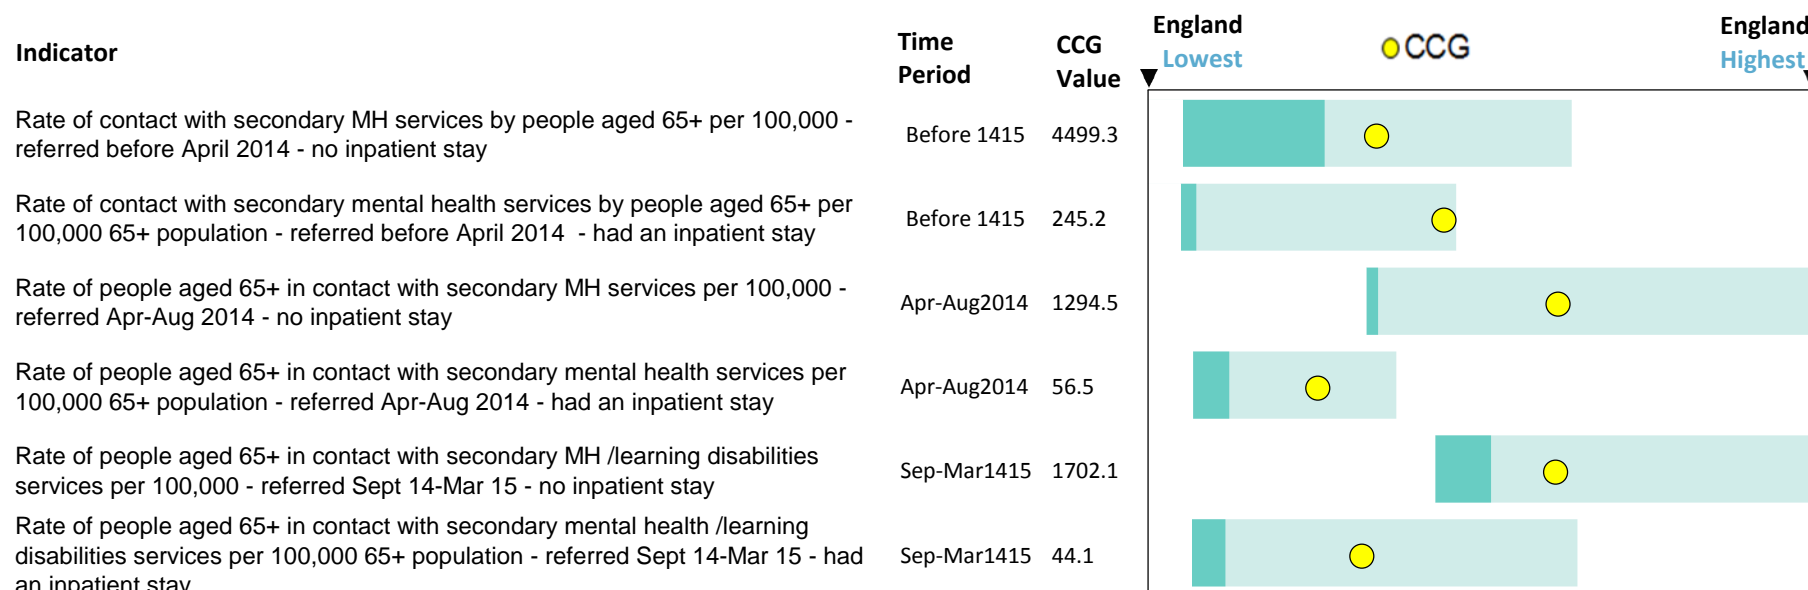 Indicator
Time
Period
CCG
Value
England
Lowest
CCG
England
Highest
Rate of contact with secondary MH services by people aged 65+ per 100,000 -
referred before April 2014 - no inpatient stay
Before 1415 4499.3
Rate of contact with secondary mental health services by people aged 65+ per
100,000 65+ population - referred before April 2014  - had an inpatient stay
Before 1415 245.2
Rate of people aged 65+ in contact with secondary MH services per 100,000 -
referred Apr-Aug 2014 - no inpatient stay
Apr-Aug2014 1294.5
Rate of people aged 65+ in contact with secondary mental health services per
100,000 65+ population - referred Apr-Aug 2014 - had an inpatient stay
Apr-Aug2014 56.5
Rate of people aged 65+ in contact with secondary MH /learning disabilities
services per 100,000 - referred Sept 14-Mar 15 - no inpatient stay
Sep-Mar1415 1702.1
Rate of people aged 65+ in contact with secondary mental health /learning
disabilities services per 100,000 65+ population - referred Sept 14-Mar 15 - had
an inpatient stay
Sep-Mar1415 44.1